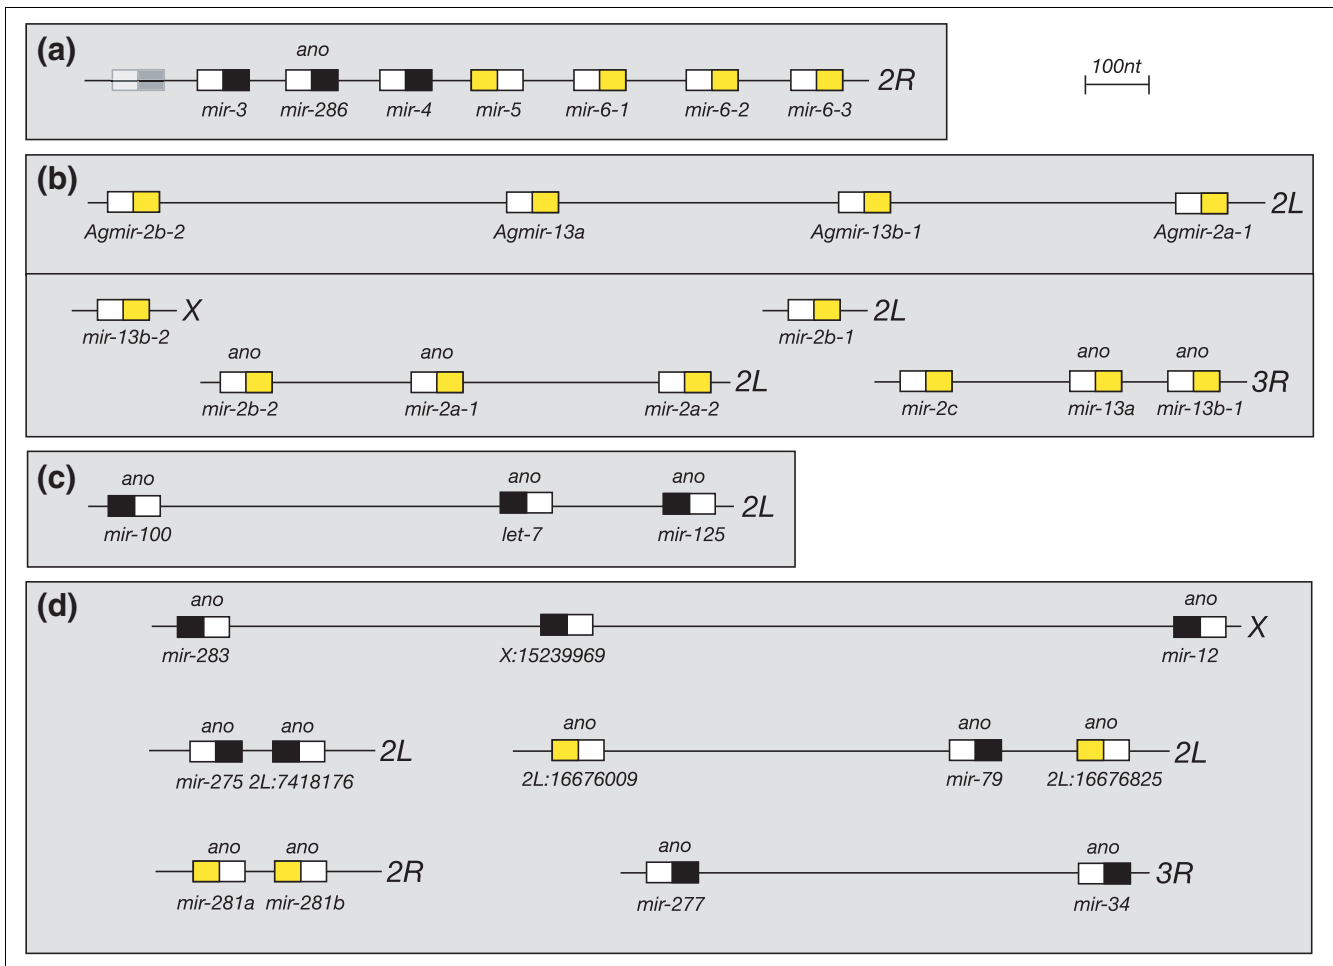 (a)
ano
2R
100nt
mir-3 mir-286 mir-4 mir-5 mir-6-1 mir-6-2 mir-6-3
(b)
2L
Agmir-2b-2 Agmir-13a Agmir-13b-1 Agmir-2a-1
X 2L
mir-13b-2 mir-2b-1
ano ano ano ano
2L 3R
mir-2b-2 mir-2a-1 mir-2a-2 mir-2c mir-13a mir-13b-1
(c)
ano ano ano
2L
mir-100 let-7 mir-125
(d)
ano ano
X
mir-283 X:15239969 mir-12
ano ano ano ano ano
2L 2L
mir-275 2L:7418176 2L:16676009 mir-79 2L:16676825
ano ano ano ano
2R 3R
mir-281a mir-281b mir-277 mir-34